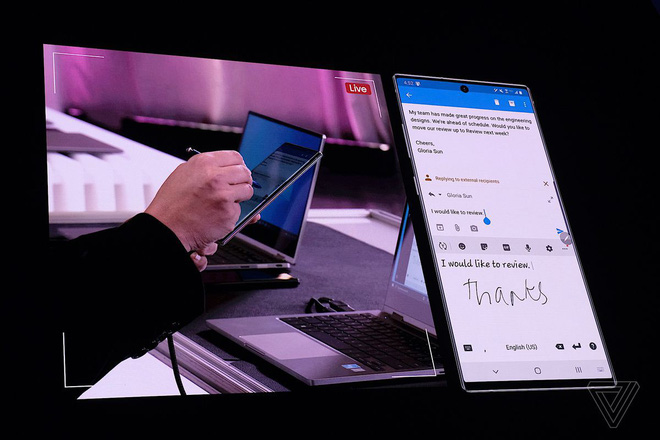 Live
4:03
My team has made great progress on the engineering
designs. We're ahead of schedule. Would you like to
move our review up to Review next week?
Cheers,
Gloria Sun
Replying to external recipients
Gloria Sun
I would like to review
I would like to review.
Thanks
English (US)